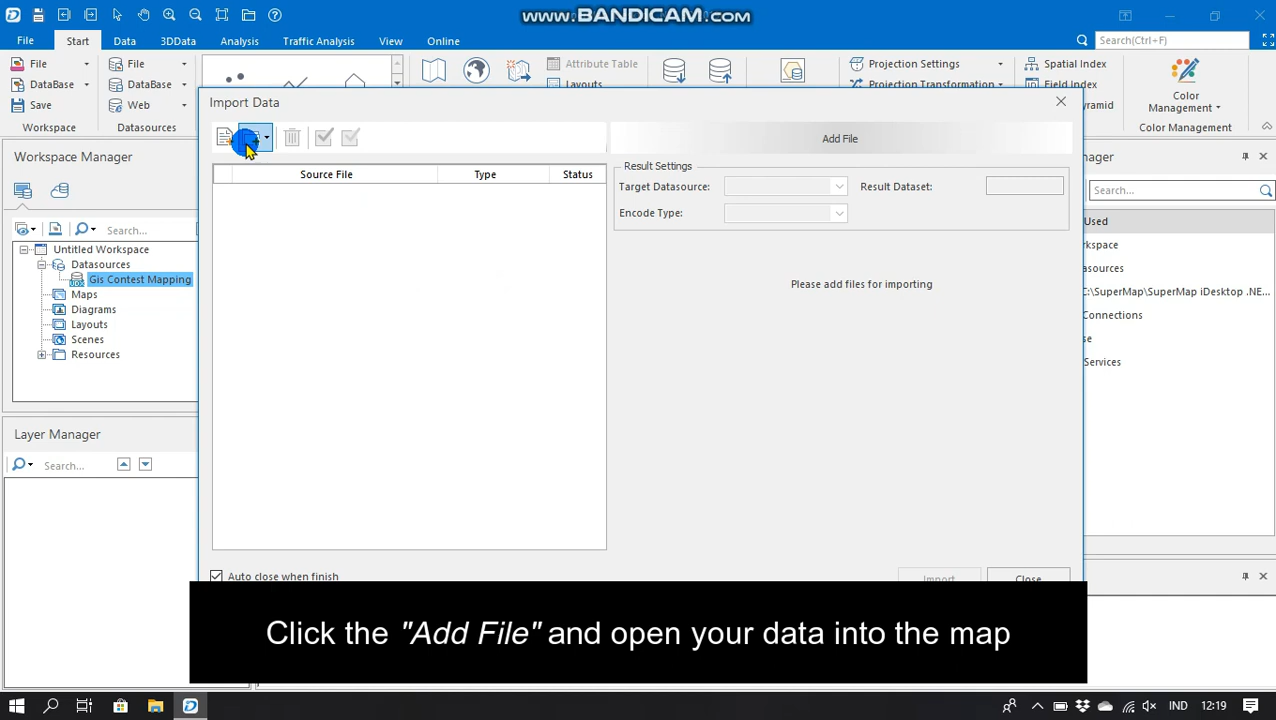 www.BANDICAM.com
File Start Data 3DData Analysis Traffic Analysis View Online Search(Ctrl+F)
File File Attribute Table Projection Settings Spatial Index
DataBase DataBase Layouts Projection Transformation Field Index
Save Web Color
Management
Workspace Datasources Color Management
Import Data
Workspace Manager
Add File
Source File Type Status
Result Settings
Target Datasource: Result Dataset:
Encode Type:
Please add files for importing
Search...
Untitled Workspace
Datasources
Gis Contest Mapping
Maps
Diagrams
Layouts
Scenes
Resources
Search...
Used
C:\SuperMap\SuperMap iDesktop .NE...
Connections
Services
Layer Manager
Search...
Auto close when finish
Import Close
Click the "Add File" and open your data into the map
IND 12:19